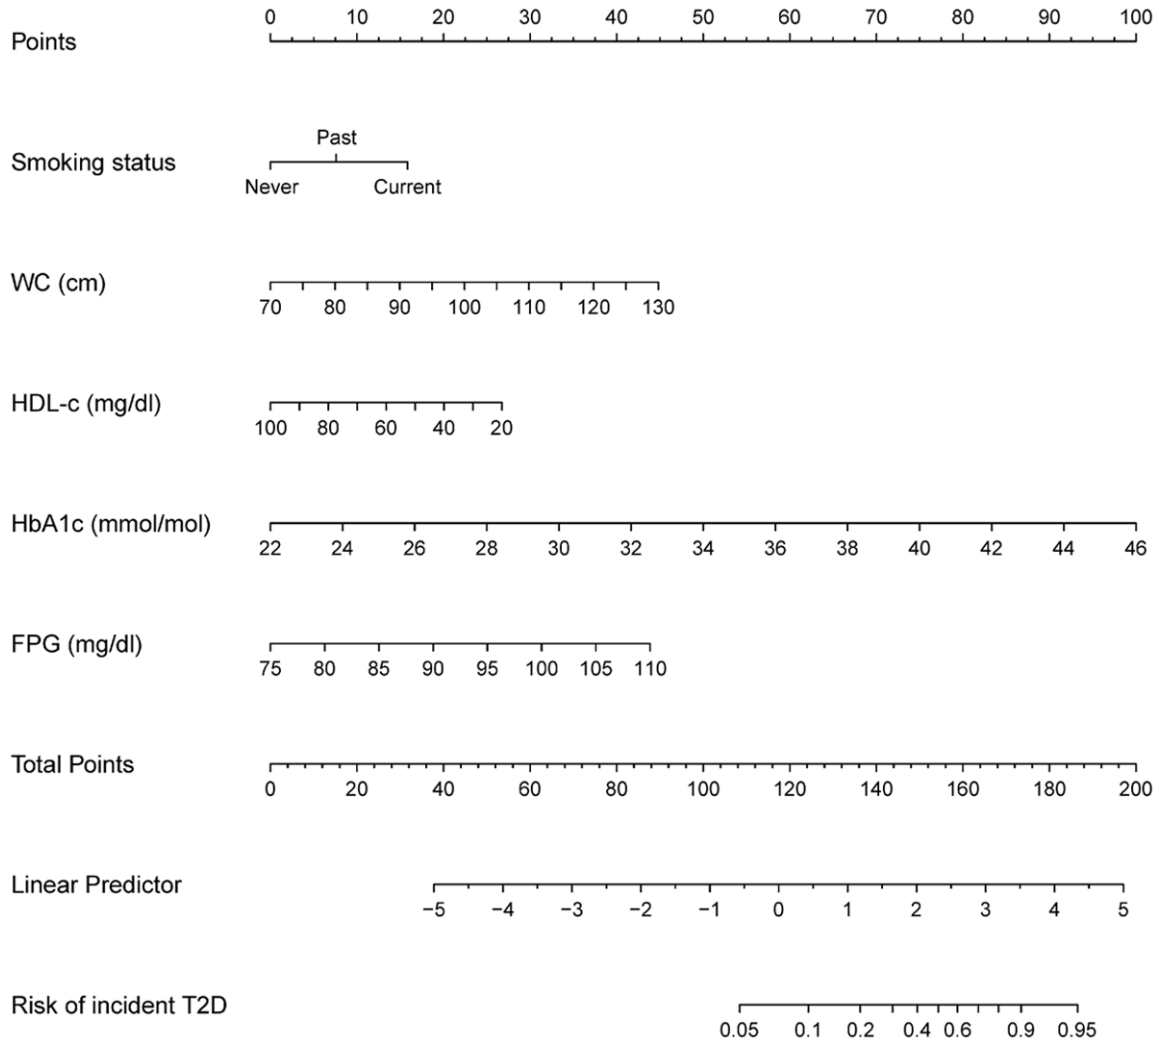 0 10 20 30 40 50 60 70 80 90 100
Points
Past
Smoking status
Never Current
WC (cm)
70 80 90 100 110 120 130
HDL-c (mg/dl)
100 80 60 40 20
HbA1c (mmol/mol)
22 24 26 28 30 32 34 36 38 40 42 44 46
FPG (mg/dl)
75 80 85 90 95 100 105 110
Total Points
0 20 40 60 80 100 120 140 160 180 200
Linear Predictor
−5 −4 −3 −2 −1 0 1 2 3 4 5
Risk of incident T2D
0.05 0.1 0.2 0.4 0.6 0.9 0.95